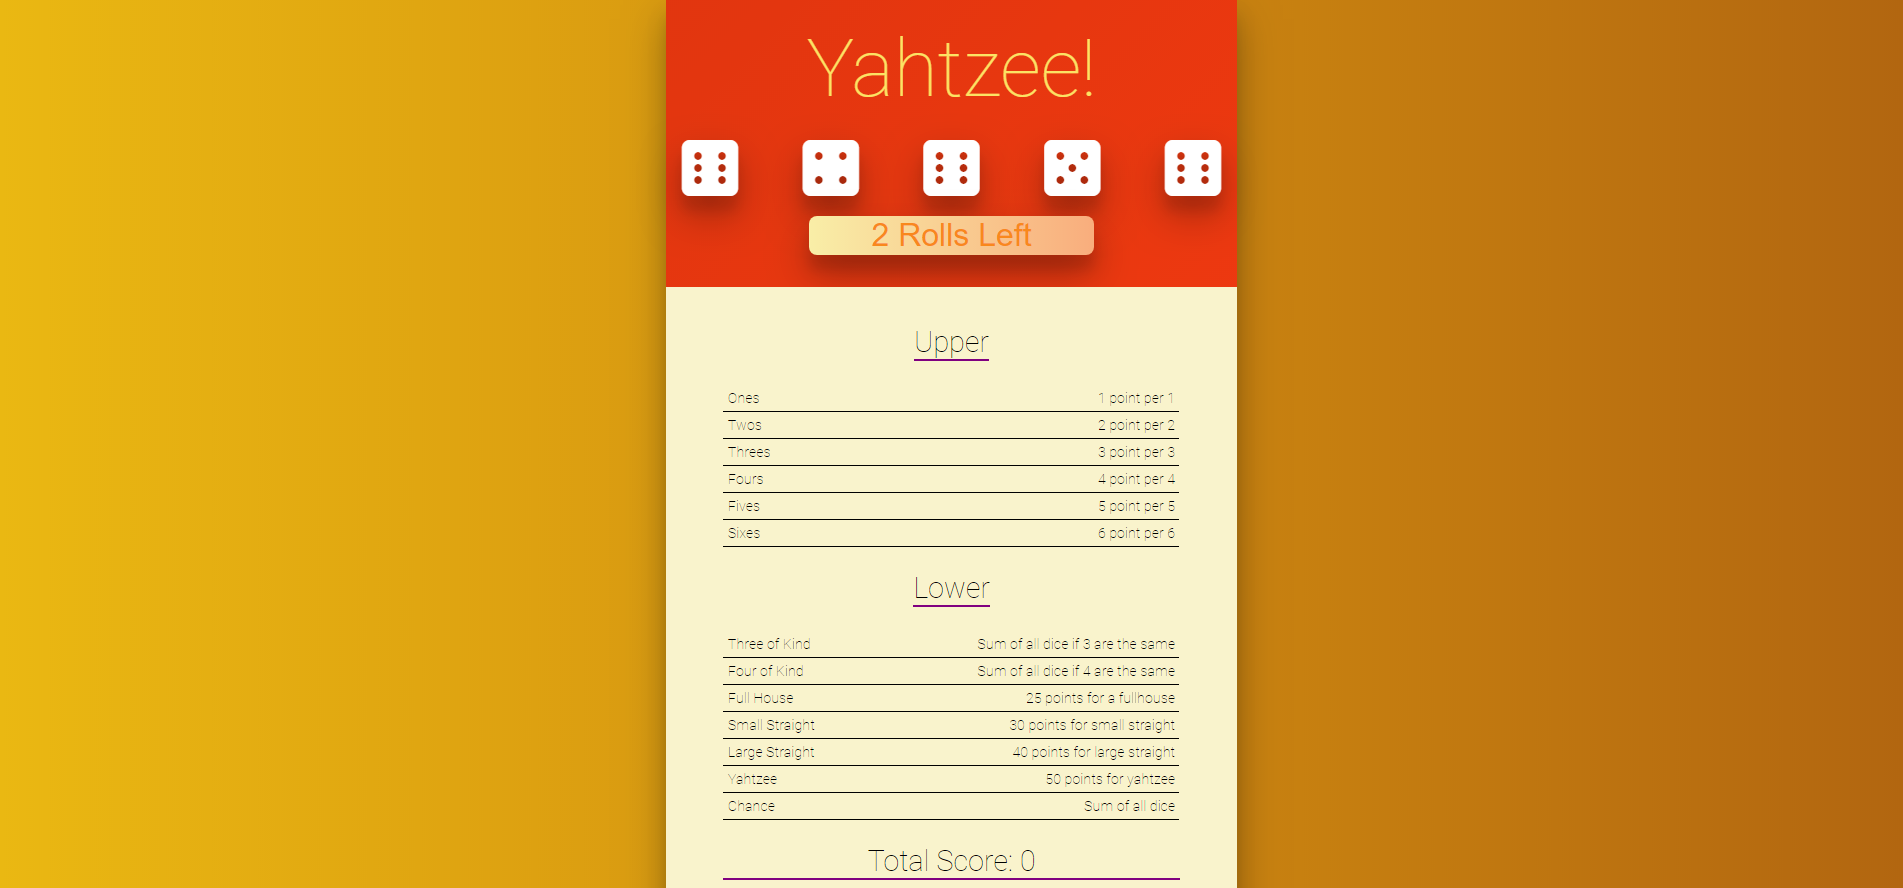 Yahtzee!
2 Rolls Left
Upper
Ones 1 point per 1
Twos 2 point per 2
Threes 3 point per 3
Fours 4 point per 4
Fives 5 point per 5
Sixes 6 point per 6
Lower
Three of Kind Sum of all dice if 3 are the same
Four of Kind Sum of all dice if 4 are the same
Full House 25 points for a fullhouse
Small Straight 30 points for small straight
Large Straight 40 points for large straight
Yahtzee 50 points for yahtzee
Chance Sum of all dice
Total Score: 0